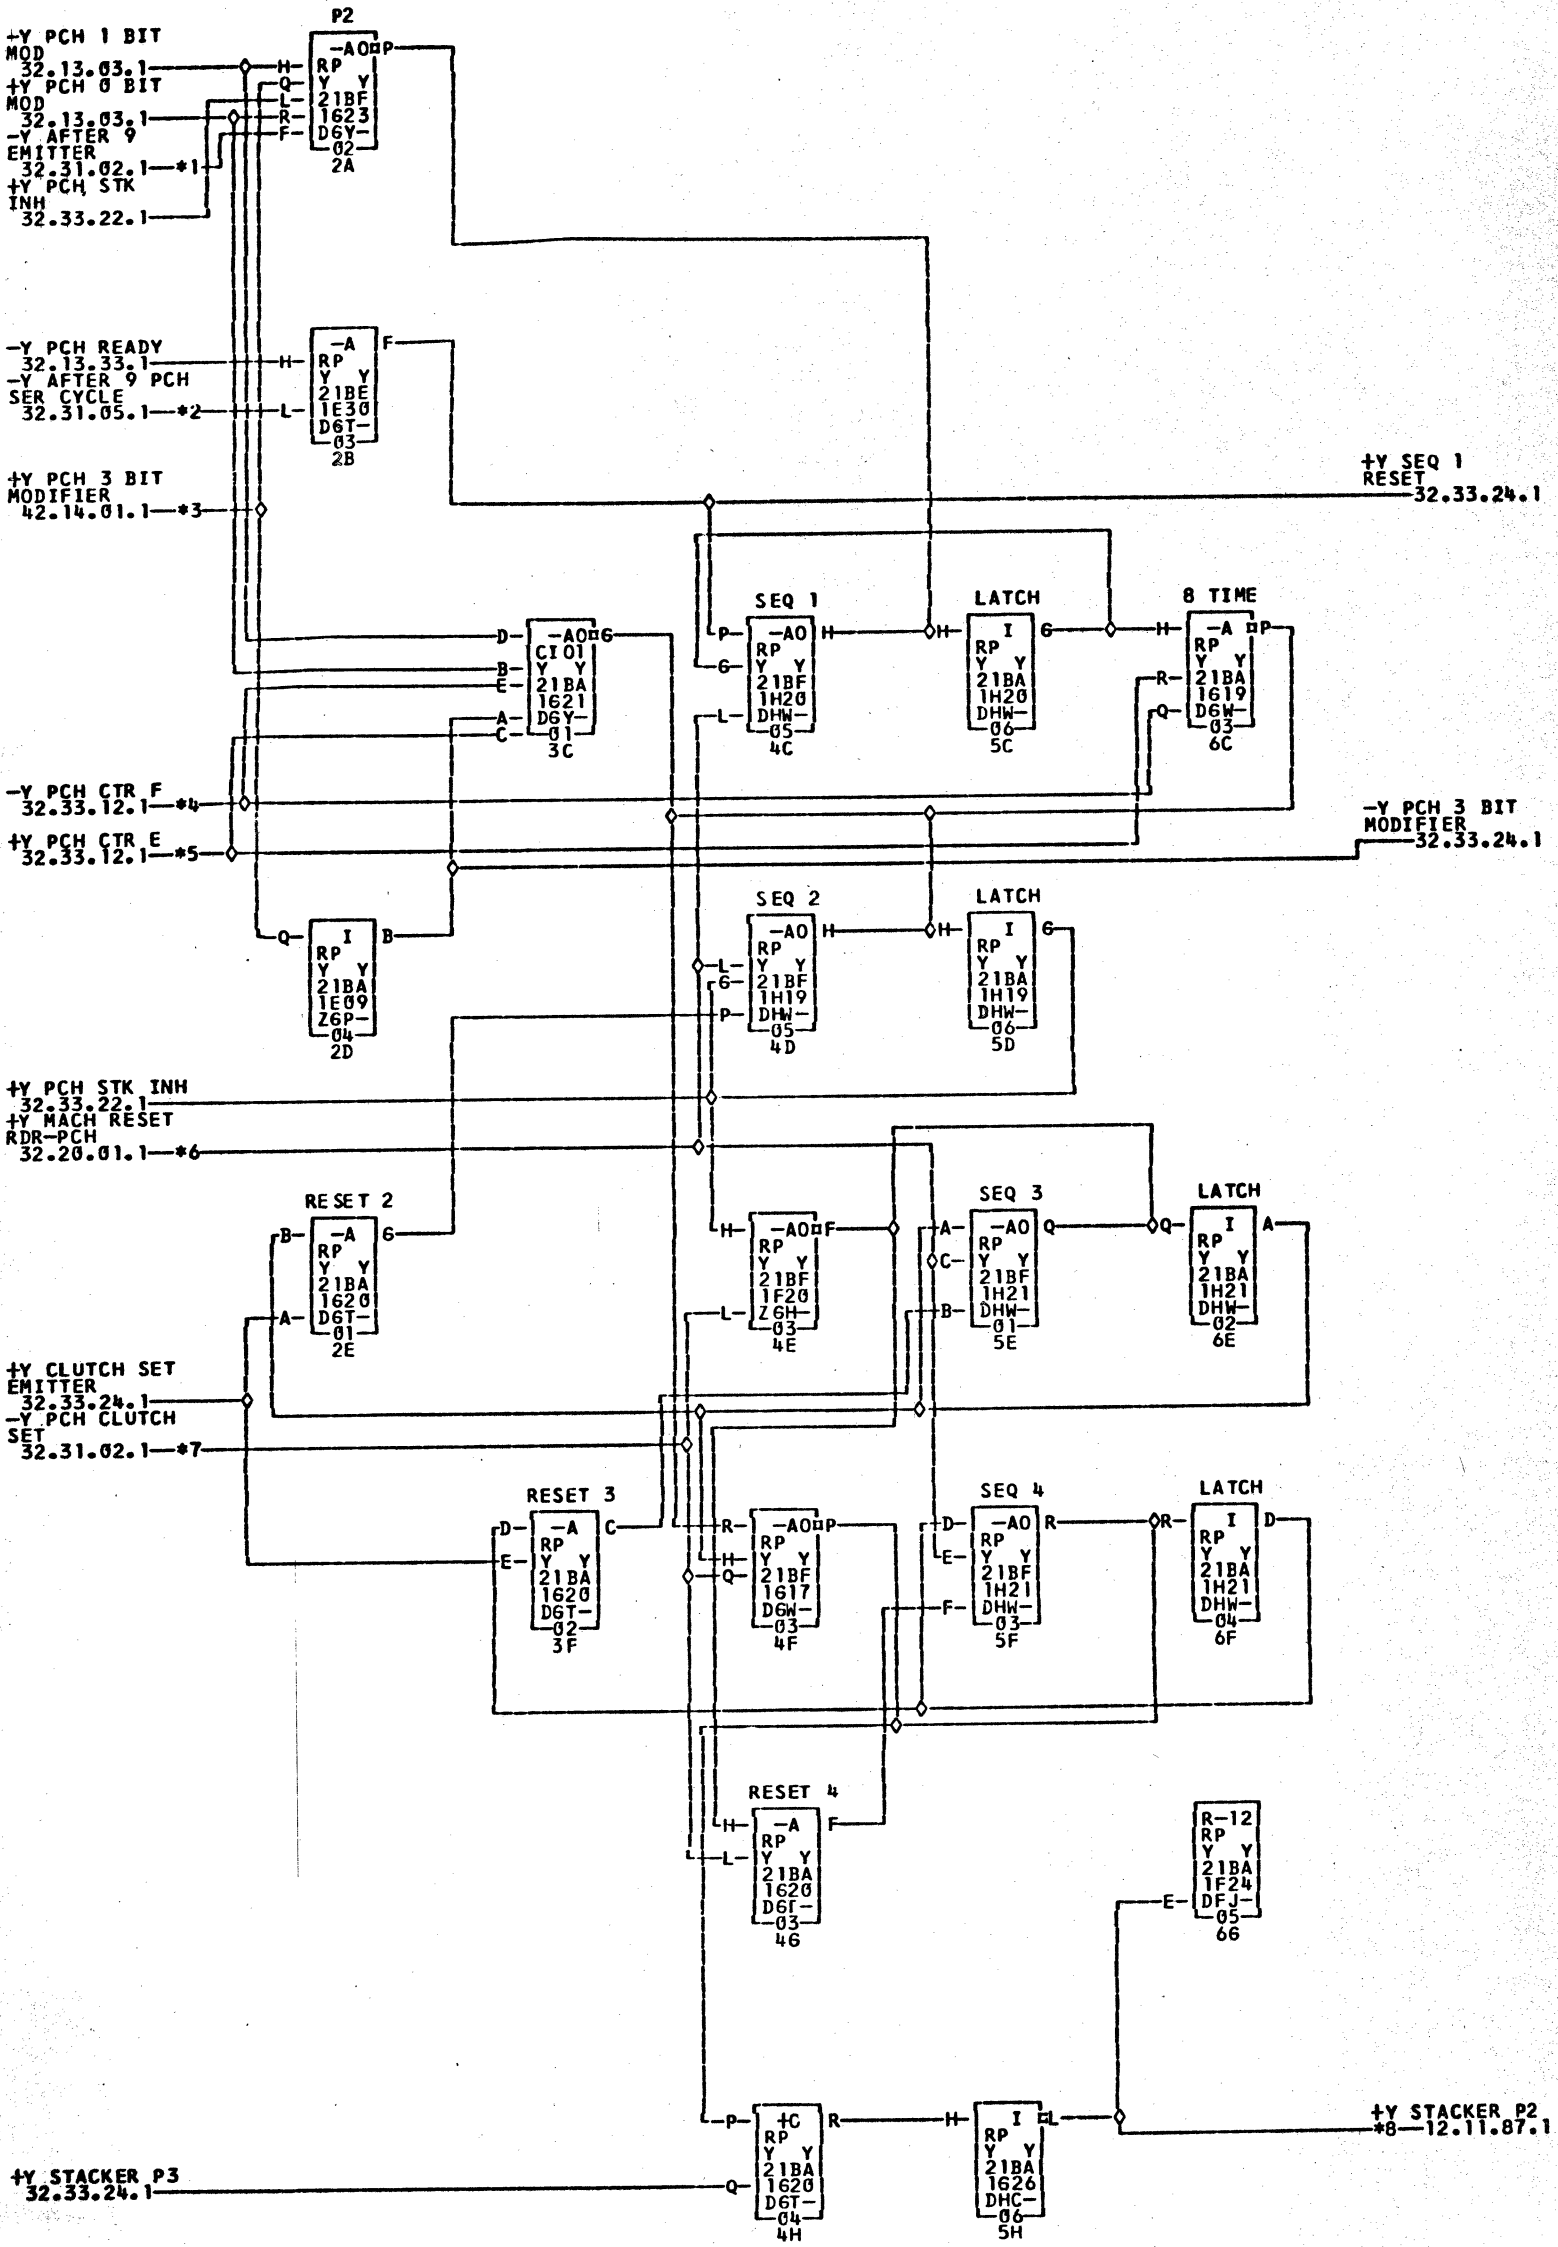 P2
+Y PCH 1 BIT
MOD
32.13.03.1
+Y PCH 0 BIT
MOD
32.13.03.1
-Y AFTER 9
EMITTER
32.31.02.1—*1
+Y PCH STK
INH
32.33.22.1
H
Q
L
R
F
-AO P
RP
Y Y
21BF
1623
D6Y-
02
2A
-Y PCH READY
32.13.33.1
-Y AFTER 9 PCH
SER CYCLE
32.31.05.1—*2
H
L
-A F
RP
Y Y
21BE
1E30
D6T-
03
2B
+Y PCH 3 BIT
MODIFIER
42.14.01.1—*3
+Y SEQ 1
RESET
32.33.24.1
D
B
E
A
C
-AO G
CI01
Y Y
21BA
1621
D6Y-
01
3C
SEQ 1
P
G
L
-AO H
RP
Y Y
21BF
1H20
DHW-
05
4C
LATCH
H
I G
RP
Y Y
21BA
1H20
DHW-
06
5C
8 TIME
H
R
Q
-A P
RP
Y Y
21BA
1619
D6W-
03
6C
-Y PCH CTR F
32.33.12.1—*4
+Y PCH CTR E
32.33.12.1—*5
-Y PCH 3 BIT
MODIFIER
32.33.24.1
Q
I B
RP
Y Y
21BA
1E09
Z6P-
04
2D
SEQ 2
L
G
P
-AO H
RP
Y Y
21BF
1H19
DHW-
05
4D
LATCH
H
I G
RP
Y Y
21BA
1H19
DHW-
06
5D
+Y PCH STK INH
32.33.22.1
+Y MACH RESET
RDR-PCH
32.20.01.1—*6
RESET 2
B
A
-A G
RP
Y Y
21BA
1620
D6T-
01
2E
H
L
-AO F
RP
Y Y
21BF
1F20
Z6H-
03
4E
SEQ 3
A
C
B
-AO Q
RP
Y Y
21BF
1H21
DHW-
01
5E
LATCH
Q
I A
RP
Y Y
21BA
1H21
DHW-
02
6E
+Y CLUTCH SET
EMITTER
32.33.24.1
-Y PCH CLUTCH
SET
32.31.02.1—*7
RESET 3
D
E
-A C
RP
Y Y
21BA
1620
D6T-
02
3F
R
H
Q
-AO P
RP
Y Y
21BF
1617
D6W-
03
4F
SEQ 4
D
E
F
-AO R
RP
Y Y
21BF
1H21
DHW-
03
5F
LATCH
R
I D
RP
Y Y
21BA
1H21
DHW-
04
6F
RESET 4
H
L
-A F
RP
Y Y
21BA
1620
D6T-
03
4G
E
R-12
RP
Y Y
21BA
1F24
DFJ-
05
6G
P
Q
+C R
RP
Y Y
21BA
1620
D6T-
04
4H
H
I L
RP
Y Y
21BA
1626
DHC-
06
5H
+Y STACKER P2
*8—12.11.87.1
+Y STACKER P3
32.33.24.1